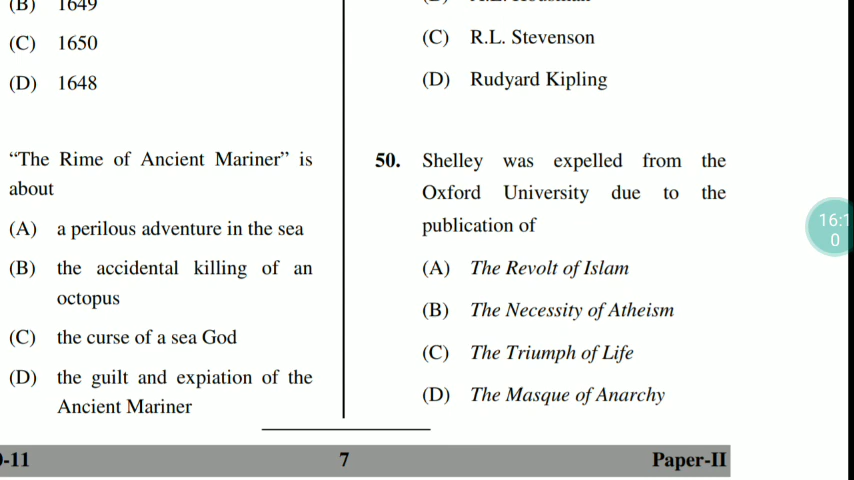 (B) 1649
(C) 1650
(D) 1648
“The Rime of Ancient Mariner” is
about
(A) a perilous adventure in the sea
(B) the accidental killing of an
octopus
(C) the curse of a sea God
(D) the guilt and expiation of the
Ancient Mariner
(C) R.L. Stevenson
(D) Rudyard Kipling
50. Shelley was expelled from the
Oxford University due to the
publication of
(A) The Revolt of Islam
(B) The Necessity of Atheism
(C) The Triumph of Life
(D) The Masque of Anarchy
-11 7 Paper-II
16:1
0